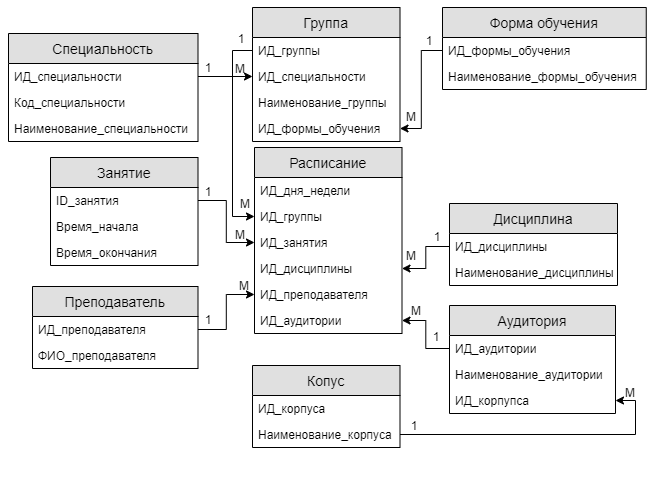 Группа
ИД_группы
ИД_специальности
Наименование_группы
ИД_формы_обучения
Форма обучения
ИД_формы_обучения
Наименование_формы_обучения
Специальность
ИД_специальности
Код_специальности
Наименование_специальности
1
M
1
1
M
Занятие
ID_занятия
Время_начала
Время_окончания
1
M
M
Расписание
ИД_дня_недели
ИД_группы
ИД_занятия
ИД_дисциплины
ИД_преподавателя
ИД_аудитории
Дисциплина
ИД_дисциплины
Наименование_дисциплины
1
M
Преподаватель
ИД_преподавателя
ФИО_преподавателя
1
M
Аудитория
ИД_аудитории
Наименование_аудитории
ИД_корпупса
M
1
Копус
ИД_корпуса
Наименование_корпуса
1
M